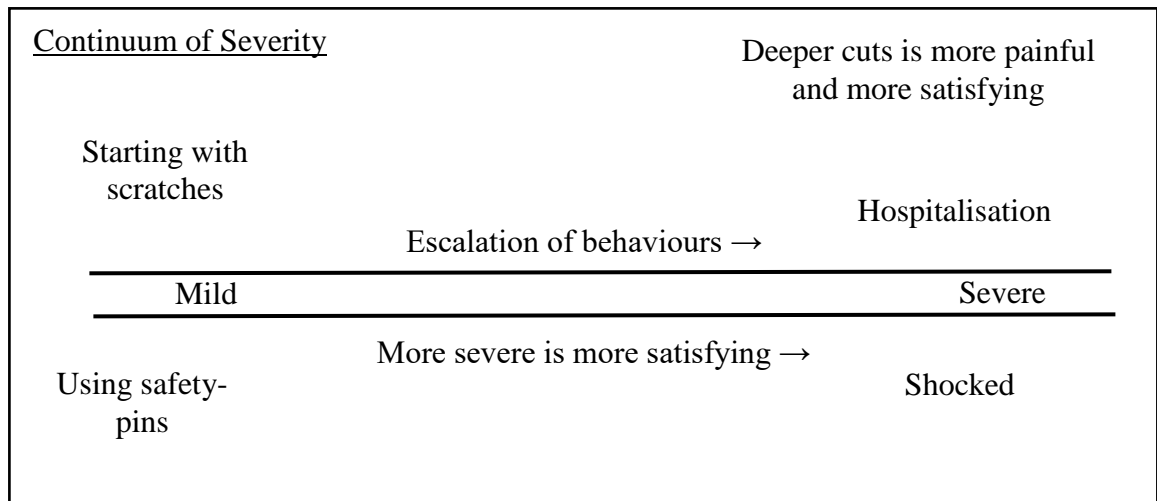 Continuum of Severity
Deeper cuts is more painful
and more satisfying
Starting with
scratches
Hospitalisation
Escalation of behaviours →
Mild
Severe
More severe is more satisfying →
Using safety-
pins
Shocked